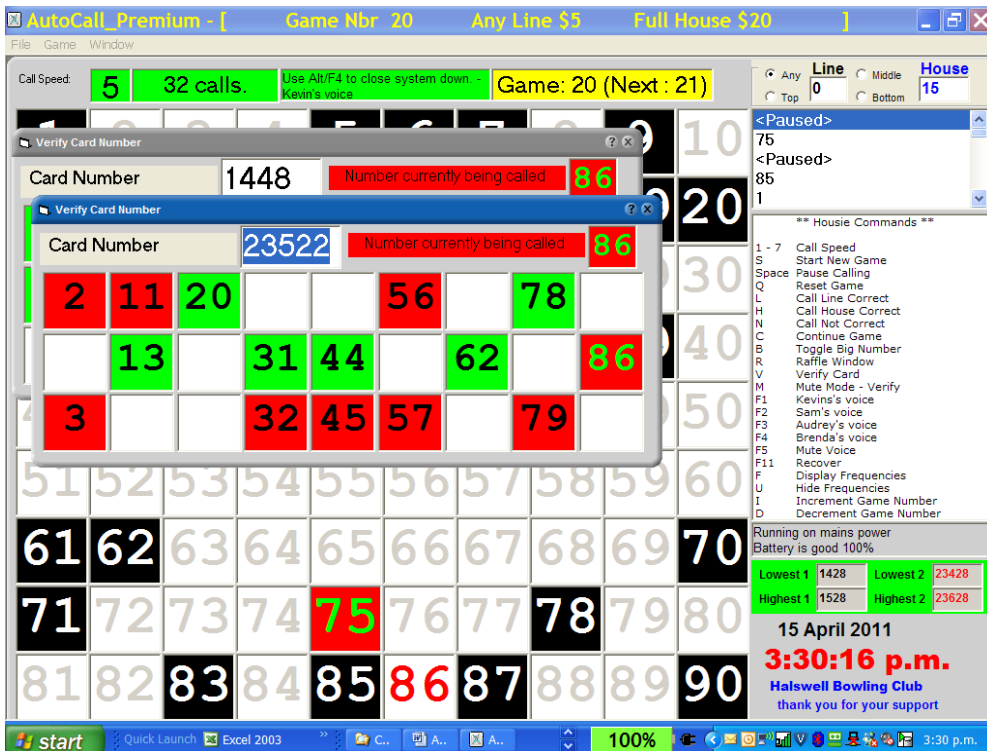 AutoCall_Premium - [ Game Nbr 20 Any Line $5 Full House $20 ]
File Game Window
Call Speed: 5 32 calls. Use Alt/F4 to close system down. - Kevin's voice Game: 20 (Next : 21)
Any Line Middle House
Top 0 Bottom 15
<Paused>
75
<Paused>
85
1
Verify Card Number
Card Number 1448 Number currently being called 86
Verify Card Number
Card Number 23522 Number currently being called 86
2 11 20 56 78
13 31 44 62 86
3 32 45 57 79
10
20
30
40
50
51 52 53 54 55 56 57 58 59 60
61 62 63 64 65 66 67 68 69 70
71 72 73 74 75 76 77 78 79 80
81 82 83 84 85 86 87 88 89 90
** Housie Commands **
1 - 7 Call Speed
S Start New Game
Space Pause Calling
Q Reset Game
L Call Line Correct
H Call House Correct
N Call Not Correct
C Continue Game
B Toggle Big Number
R Raffle Window
V Verify Card
M Mute Mode - Verify
F1 Kevins's voice
F2 Sam's voice
F3 Audrey's voice
F4 Brenda's voice
F5 Mute Voice
F11 Recover
F Display Frequencies
U Hide Frequencies
I Increment Game Number
D Decrement Game Number
Running on mains power
Battery is good 100%
Lowest 1 1428 Lowest 2 23428
Highest 1 1528 Highest 2 23628
15 April 2011
3:30:16 p.m.
Halswell Bowling Club
thank you for your support
start Quick Launch Excel 2003 C.. A.. A.. 100% 3:30 p.m.